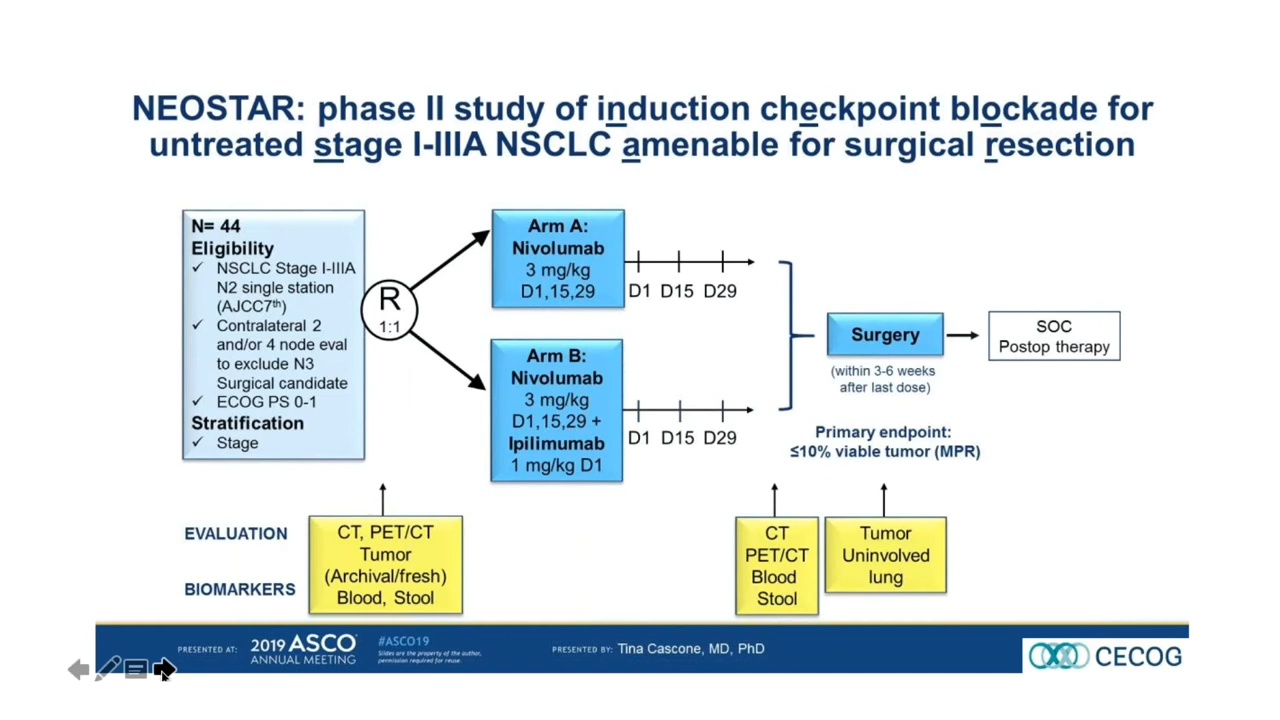 NEOSTAR: phase II study of induction checkpoint blockade for
untreated stage I-IIIA NSCLC amenable for surgical resection
N= 44
Eligibility
✓ NSCLC Stage I-IIIA
N2 single station
(AJCC7th)
✓ Contralateral 2
and/or 4 node eval
to exclude N3
Surgical candidate
✓ ECOG PS 0-1
Stratification
✓ Stage
R
1:1
Arm A:
Nivolumab
3 mg/kg
D1,15,29
D1 D15 D29
Arm B:
Nivolumab
3 mg/kg
D1,15,29 +
Ipilimumab
1 mg/kg D1
D1 D15 D29
Surgery
(within 3-6 weeks
after last dose)
SOC
Postop therapy
Primary endpoint:
≤10% viable tumor (MPR)
EVALUATION
BIOMARKERS
CT, PET/CT
Tumor
(Archival/fresh)
Blood, Stool
CT
PET/CT
Blood
Stool
Tumor
Uninvolved
lung
PRESENTED AT:
2019 ASCO
ANNUAL MEETING
#ASCO19
Slides are the property of the author,
permission required for reuse.
PRESENTED BY: Tina Cascone, MD, PhD
CECOG